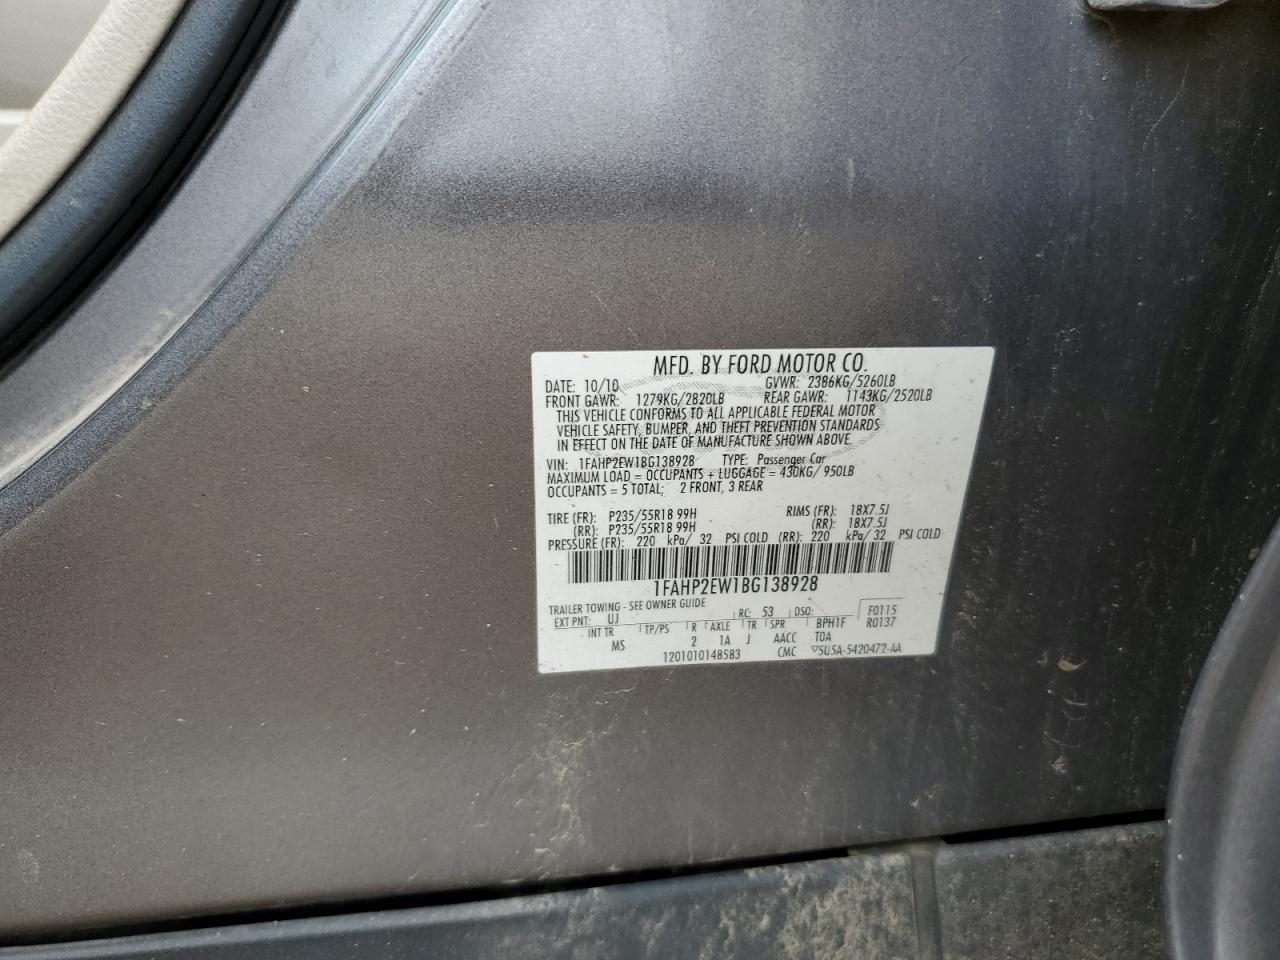 MFD. BY FORD MOTOR CO.
DATE: 10/10 GVWR: 2386KG/5260LB
FRONT GAWR: 1279KG/2820LB REAR GAWR: 1143KG/2520LB
THIS VEHICLE CONFORMS TO ALL APPLICABLE FEDERAL MOTOR
VEHICLE SAFETY, BUMPER, AND THEFT PREVENTION STANDARDS
IN EFFECT ON THE DATE OF MANUFACTURE SHOWN ABOVE.
VIN: 1FAHP2EW1BG138928 TYPE: Passenger Car
MAXIMUM LOAD = OCCUPANTS + LUGGAGE = 430KG/ 950LB
OCCUPANTS = 5 TOTAL; 2 FRONT, 3 REAR
TIRE (FR): P235/55R18 99H RIMS (FR): 18X7.5J
(RR): P235/55R18 99H (RR): 18X7.5J
PRESSURE (FR): 220 kPa/ 32 PSI COLD (RR): 220 kPa/ 32 PSI COLD
1FAHP2EW1BG138928
TRAILER TOWING - SEE OWNER GUIDE
EXT PNT: UJ RC: 53 DSO: F0115
INT TR TP/PS R AXLE TR SPR BPH1F R0137
MS 2 1A J AACC TOA
1201010148583 CMC ▽5U5A-5420472-AA